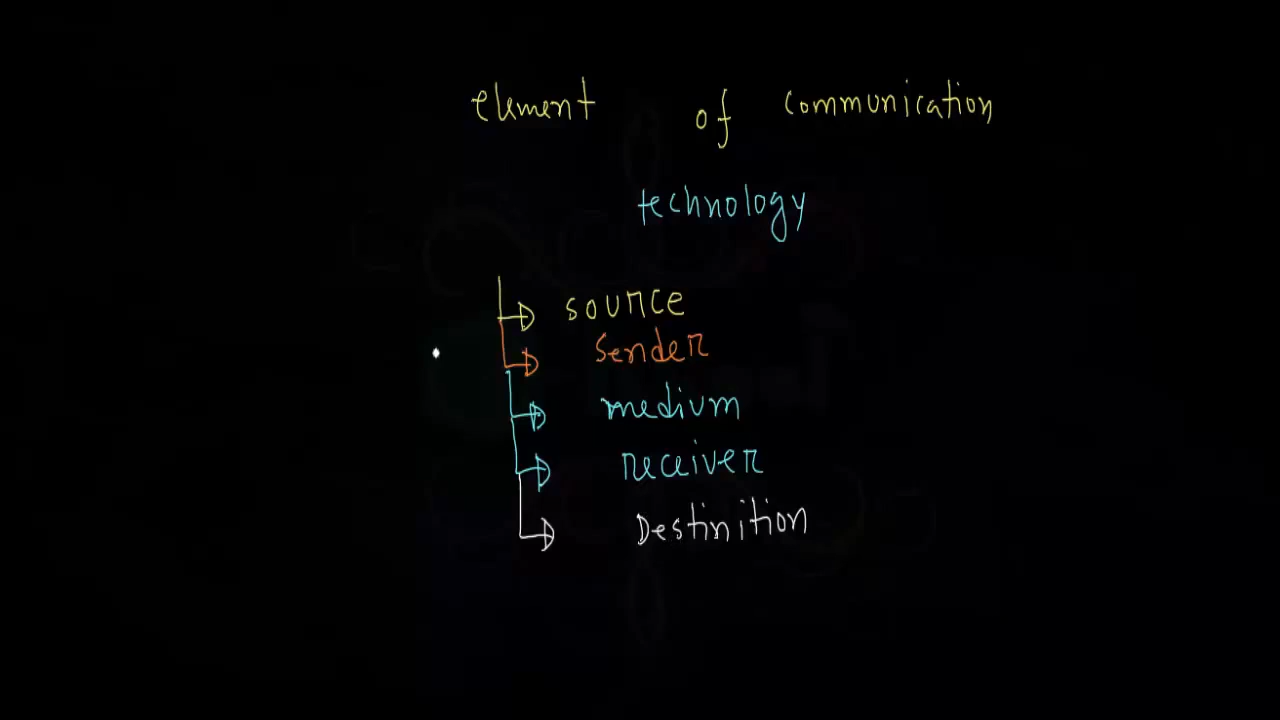 element of communication
technology
source
sender
medium
receiver
Destinition